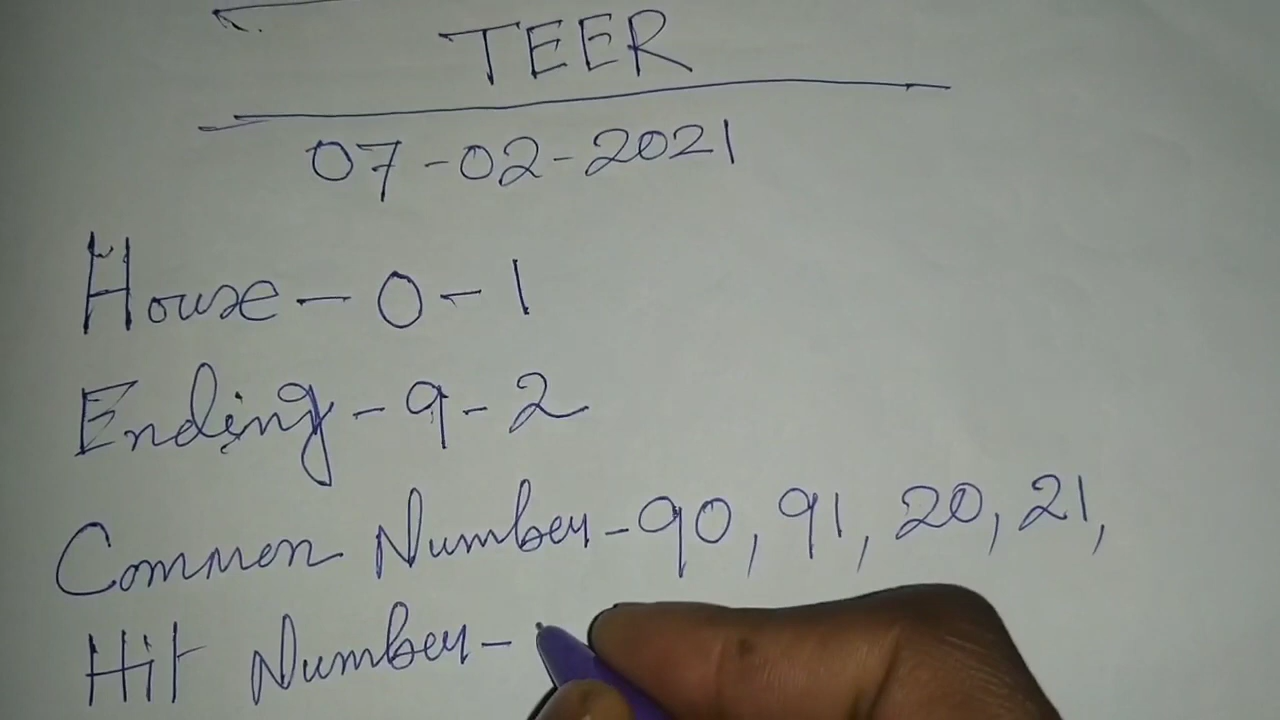 TEER
07-02-2021
House - 0 - 1
Ending - 9 - 2
Common Number - 90, 91, 20, 21,
Hit Number -